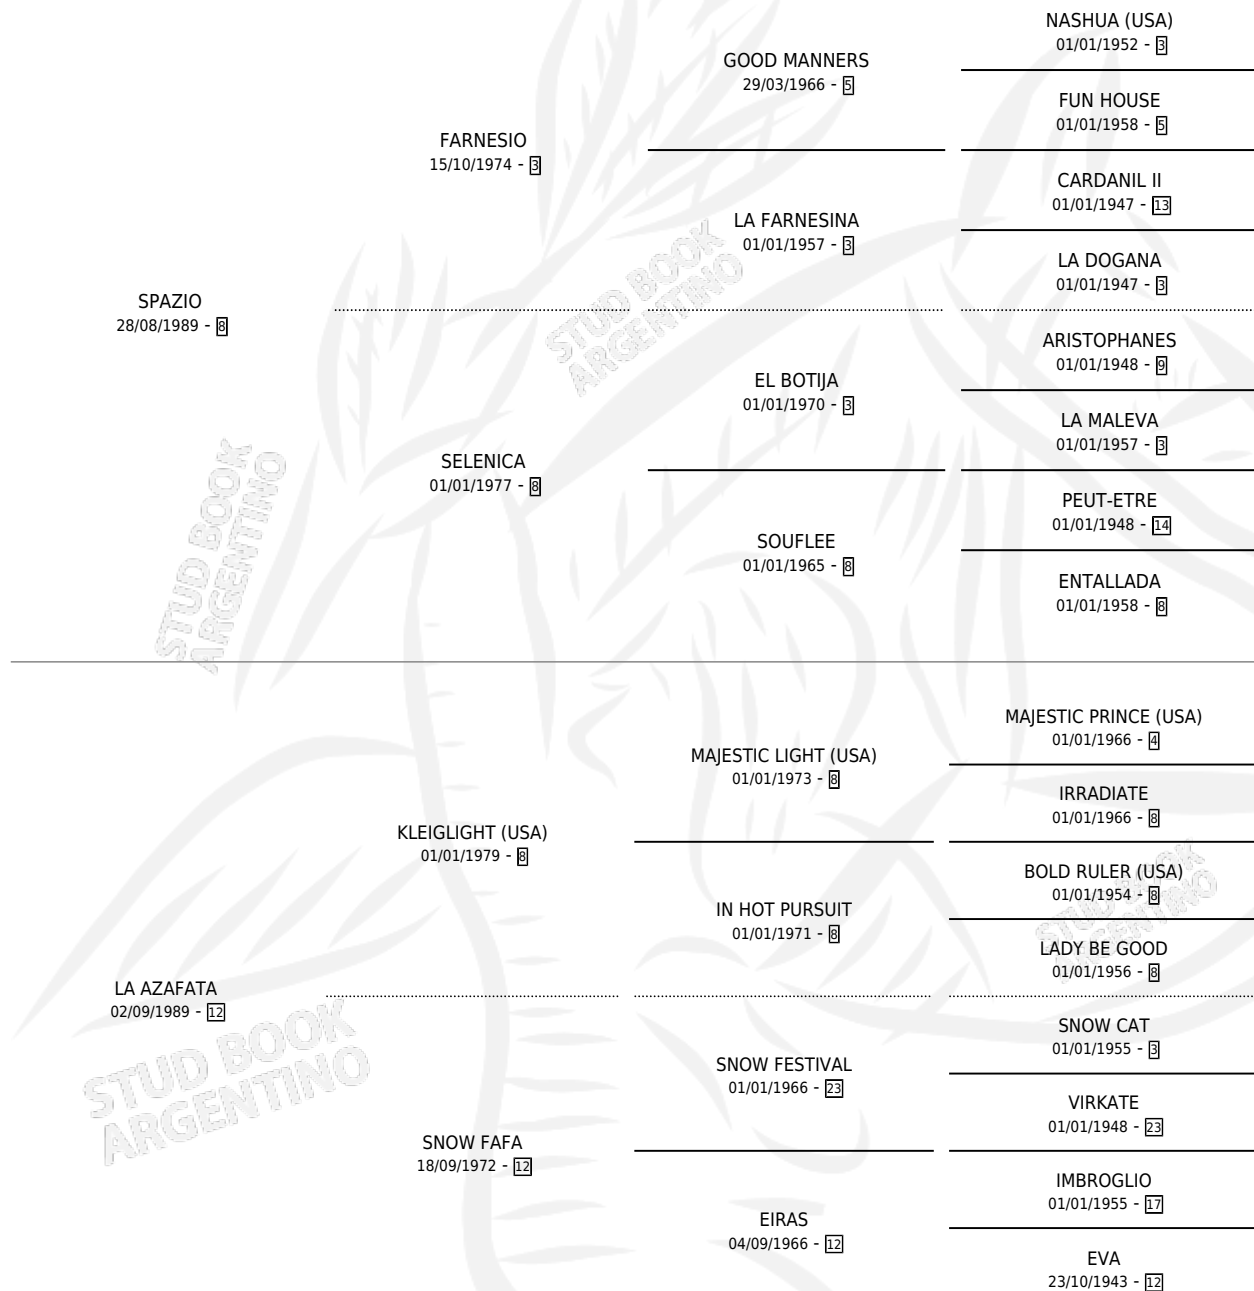 NASHUA (USA)
01/01/1952 - 3
GOOD MANNERS
29/03/1966 - 5
FUN HOUSE
01/01/1958 - 5
FARNESIO
15/10/1974 - 3
CARDANIL II
01/01/1947 - 13
LA FARNESINA
01/01/1957 - 3
LA DOGANA
01/01/1947 - 3
SPAZIO
28/08/1989 - 8
ARISTOPHANES
01/01/1948 - 9
EL BOTIJA
01/01/1970 - 3
LA MALEVA
01/01/1957 - 3
SELENICA
01/01/1977 - 8
PEUT-ETRE
01/01/1948 - 14
SOUFLEE
01/01/1965 - 8
ENTALLADA
01/01/1958 - 8
MAJESTIC PRINCE (USA)
01/01/1966 - 4
MAJESTIC LIGHT (USA)
01/01/1973 - 8
IRRADIATE
01/01/1966 - 8
KLEIGLIGHT (USA)
01/01/1979 - 8
BOLD RULER (USA)
01/01/1954 - 8
IN HOT PURSUIT
01/01/1971 - 8
LADY BE GOOD
01/01/1956 - 8
LA AZAFATA
02/09/1989 - 12
SNOW CAT
01/01/1955 - 3
SNOW FESTIVAL
01/01/1966 - 23
VIRKATE
01/01/1948 - 23
SNOW FAFA
18/09/1972 - 12
IMBROGLIO
01/01/1955 - 17
EIRAS
04/09/1966 - 12
EVA
23/10/1943 - 12
STUD BOOK
ARGENTINO
STUD BOOK
ARGENTINO
STUD BOOK
ARGENTINO
STUD BOOK
ARGENTINO